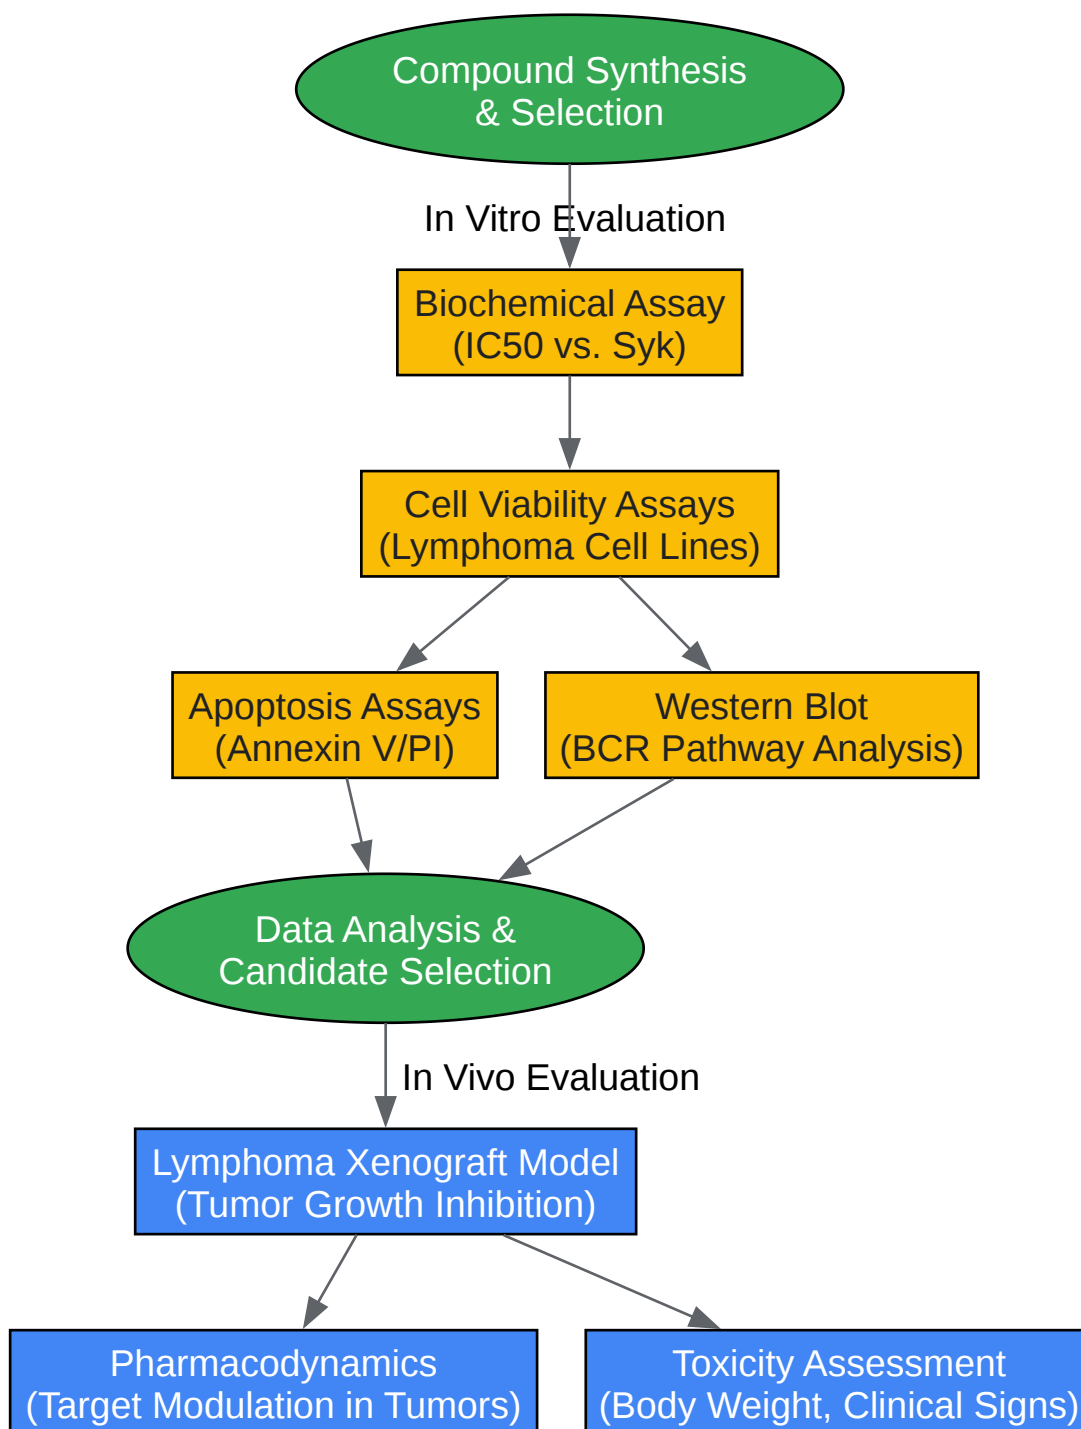 Compound Synthesis
& Selection
In Vitro Evaluation
Biochemical Assay
(IC50 vs. Syk)
Cell Viability Assays
(Lymphoma Cell Lines)
Apoptosis Assays
(Annexin V/PI)
Western Blot
(BCR Pathway Analysis)
Data Analysis &
Candidate Selection
In Vivo Evaluation
Lymphoma Xenograft Model
(Tumor Growth Inhibition)
Pharmacodynamics
(Target Modulation in Tumors)
Toxicity Assessment
(Body Weight, Clinical Signs)